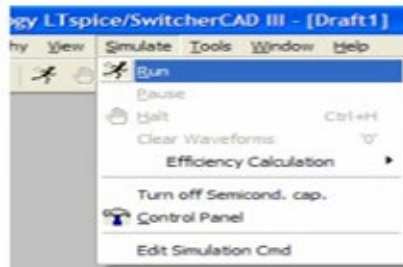 gy LTspice/SwitcherCAD III - [Draft1]
hy View Simulate Tools Window Help
Run
Pause
Halt Ctrl+H
Clear Waveforms '0'
Efficiency Calculation
Turn off Semicond. cap.
Control Panel
Edit Simulation Cmd